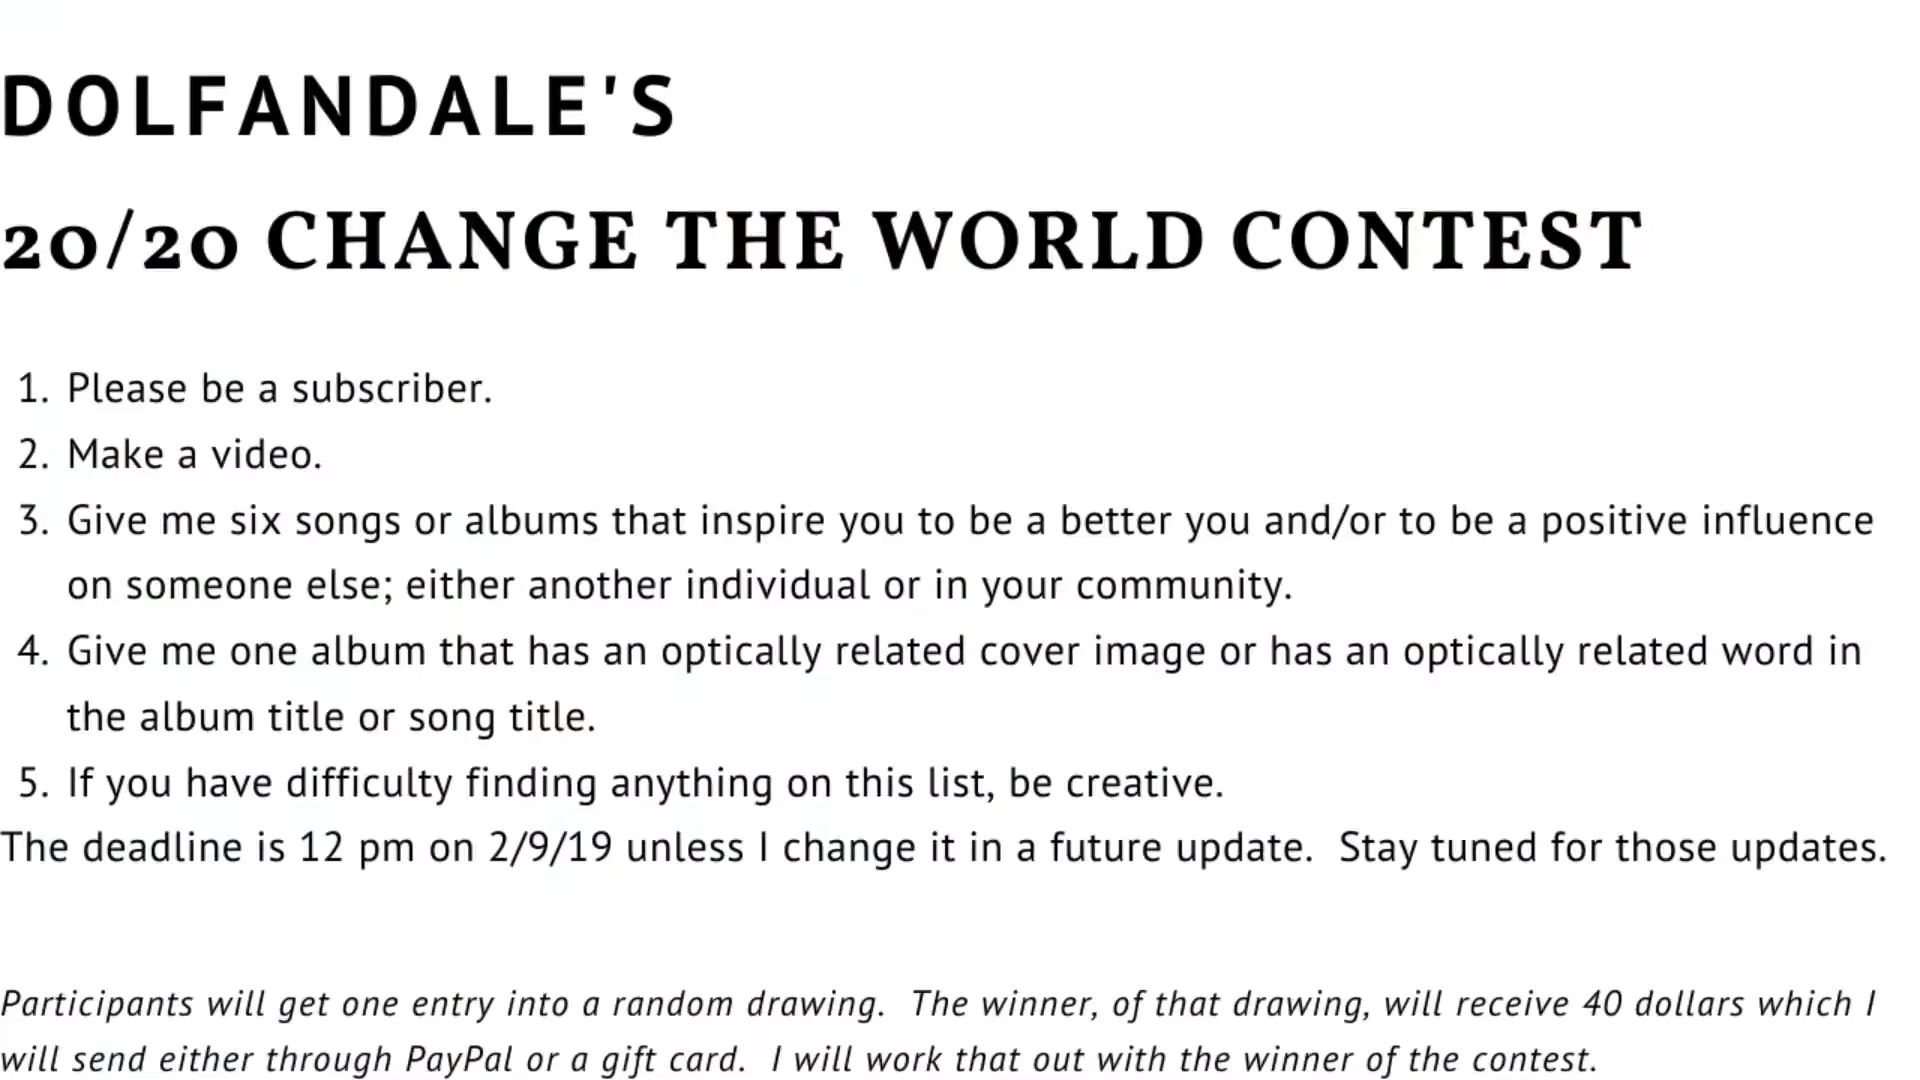 DOLFANDALE'S
20/20 CHANGE THE WORLD CONTEST
1. Please be a subscriber.
2. Make a video.
3. Give me six songs or albums that inspire you to be a better you and/or to be a positive influence
on someone else; either another individual or in your community.
4. Give me one album that has an optically related cover image or has an optically related word in
the album title or song title.
5. If you have difficulty finding anything on this list, be creative.
The deadline is 12 pm on 2/9/19 unless I change it in a future update.  Stay tuned for those updates.
Participants will get one entry into a random drawing.  The winner, of that drawing, will receive 40 dollars which I
will send either through PayPal or a gift card.  I will work that out with the winner of the contest.